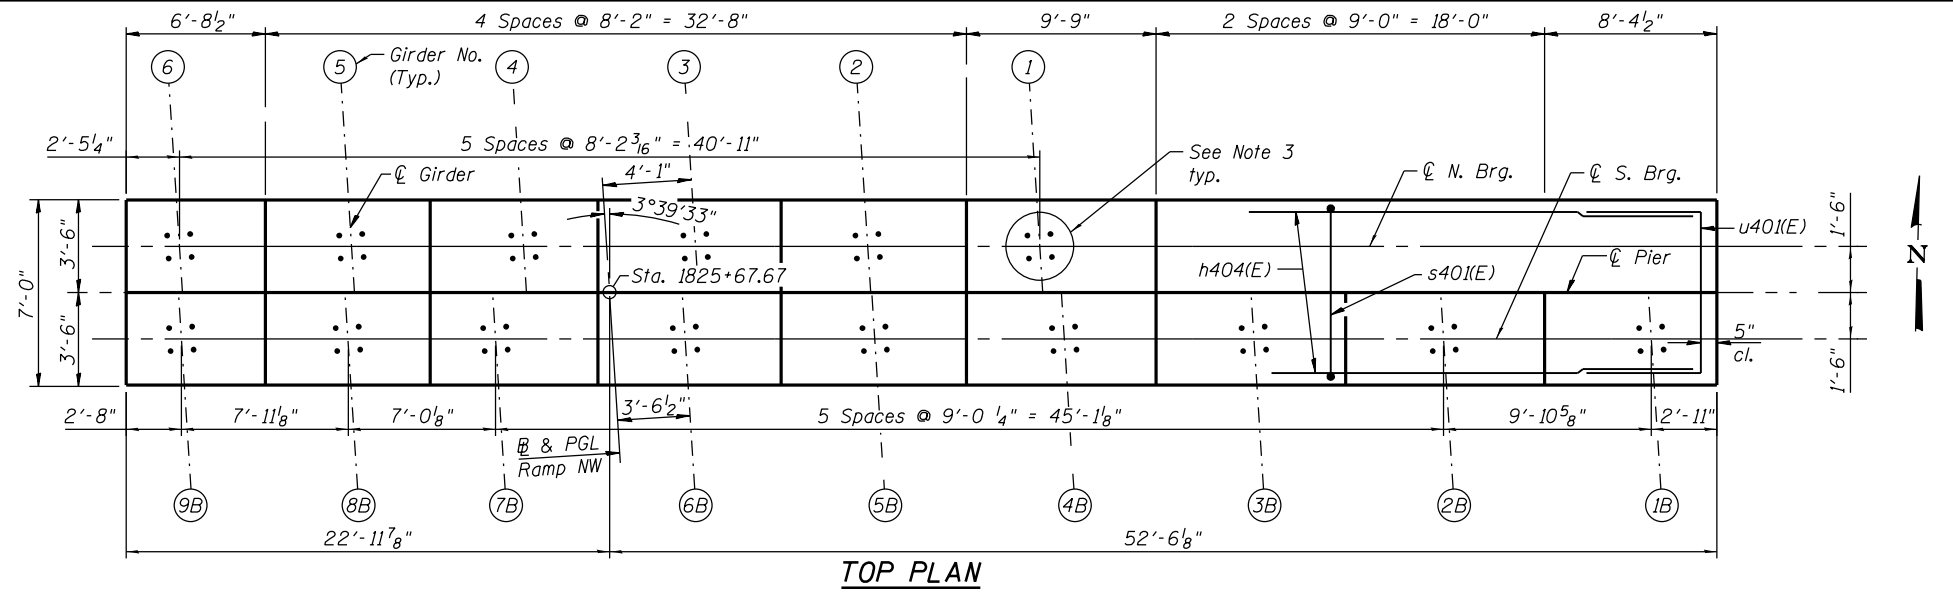 6'-8½"
4 Spaces @ 8'-2" = 32'-8"
9'-9"
2 Spaces @ 9'-0" = 18'-0"
8'-4½"
6
5
Girder No.
(Typ.)
4
3
2
1
2'-5¼"
5 Spaces @ 8'-2 3/16" = 40'-11"
See Note 3
typ.
℄ Girder
4'-1"
℄ N. Brg.
℄ S. Brg.
3°39'33"
7'-0"
3'-6"
3'-6"
Sta. 1825+67.67
h404(E)
s401(E)
℄ Pier
u401(E)
1'-6"
1'-6"
N
5"
cl.
2'-8"
7'-11⅛"
7'-0⅛"
3'-6½"
5 Spaces @ 9'-0 ¼" = 45'-1⅛"
9'-10⅝"
2'-11"
& PGL
Ramp NW
9B
8B
7B
6B
5B
4B
3B
2B
1B
22'-11⅞"
52'-6⅛"
TOP PLAN